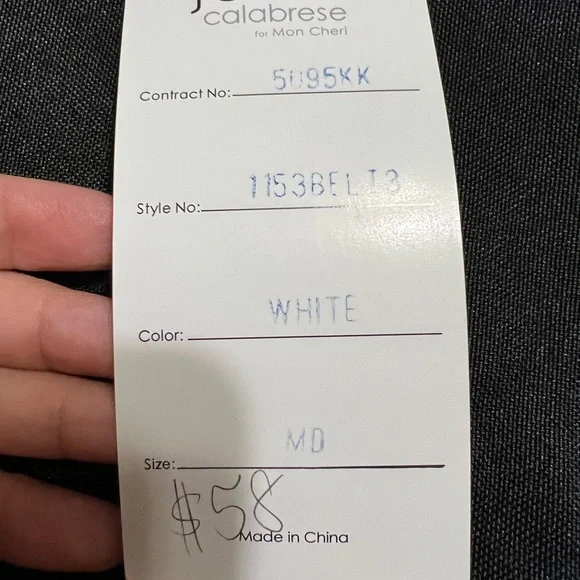 calabrese
for Mon Cheri
Contract No: 5095KK
Style No: 1153BELT3
Color: WHITE
Size: MD
$58
Made in China